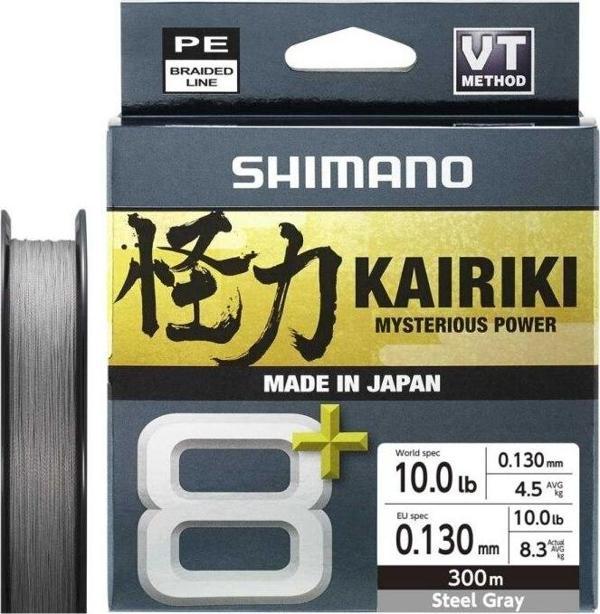 PE
BRAIDED
LINE
VT
METHOD
SHIMANO
怪力 KAIRIKI
MYSTERIOUS POWER
MADE IN JAPAN
8+
World spec
10.0 lb
0.130 mm
4.5 AVG kg
EU spec
0.130 mm
10.0 lb
8.3 Actual AVG kg
300m
Steel Gray